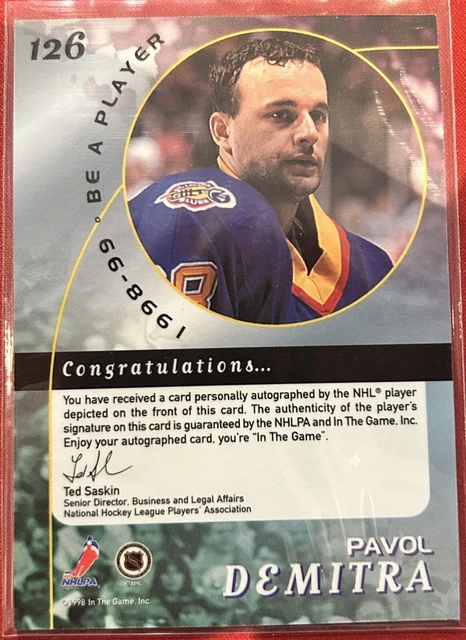 126
1998-99 • BE A PLAYER
BLUES
8
Congratulations...
You have received a card personally autographed by the NHL® player
depicted on the front of this card. The authenticity of the player's
signature on this card is guaranteed by the NHLPA and In The Game, Inc.
Enjoy your autographed card, you're "In The Game".
Ted Saskin
Senior Director, Business and Legal Affairs
National Hockey League Players' Association
PAVOL
DEMITRA
NHLPA
© NHL
©1998 In The Game, Inc.